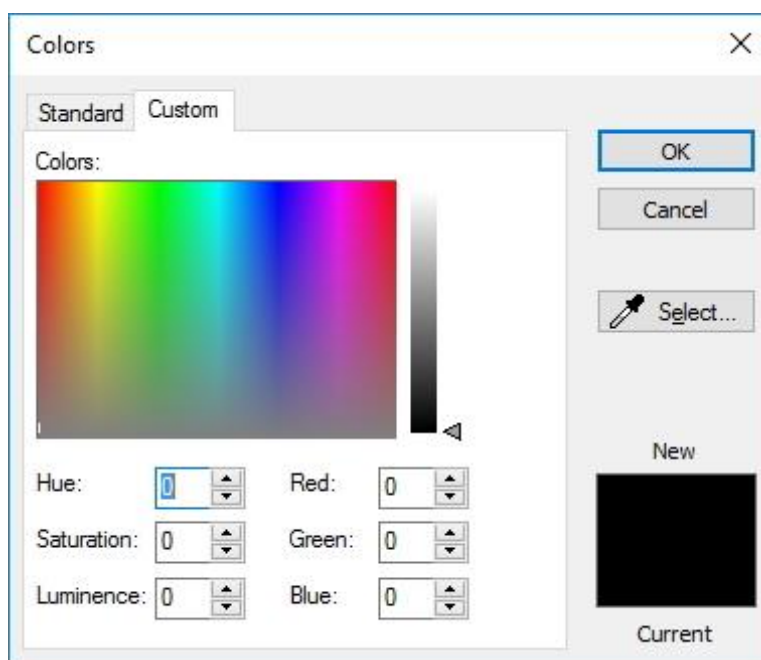 Colors
Standard Custom
Colors:
OK
Cancel
Select...
Hue: 0 Red: 0
Saturation: 0 Green: 0
Luminence: 0 Blue: 0
New
Current